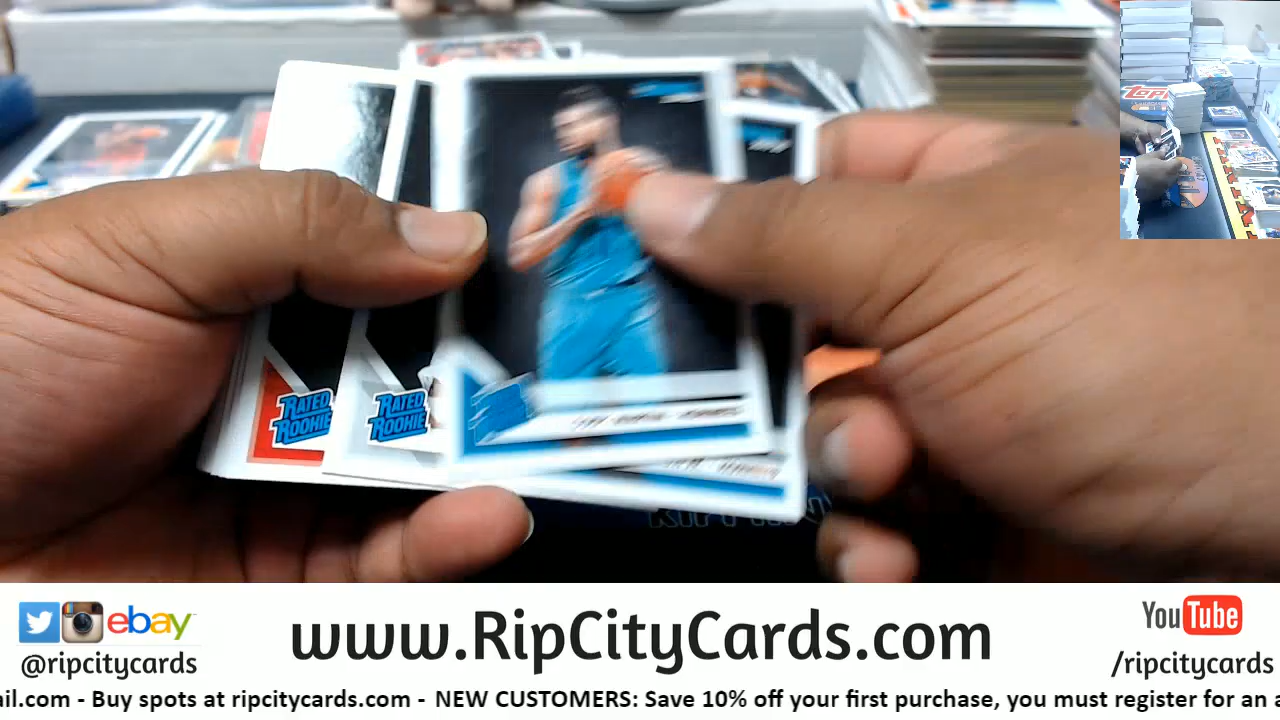 TOPPS
RATED
ROOKIE
RATED
ROOKIE
ebay
@ripcitycards
www.RipCityCards.com
YouTube
/ripcitycards
ail.com - Buy spots at ripcitycards.com - NEW CUSTOMERS: Save 10% off your first purchase, you must register for an a